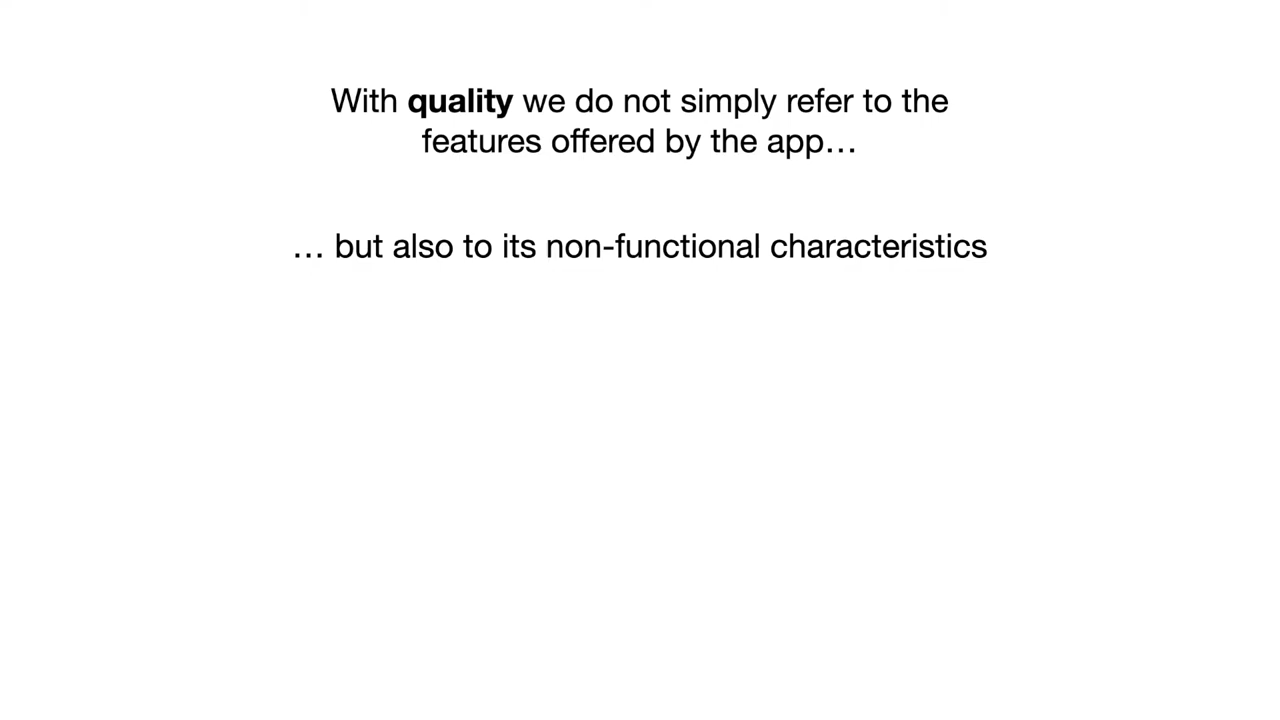 With quality we do not simply refer to the
features offered by the app…
… but also to its non-functional characteristics